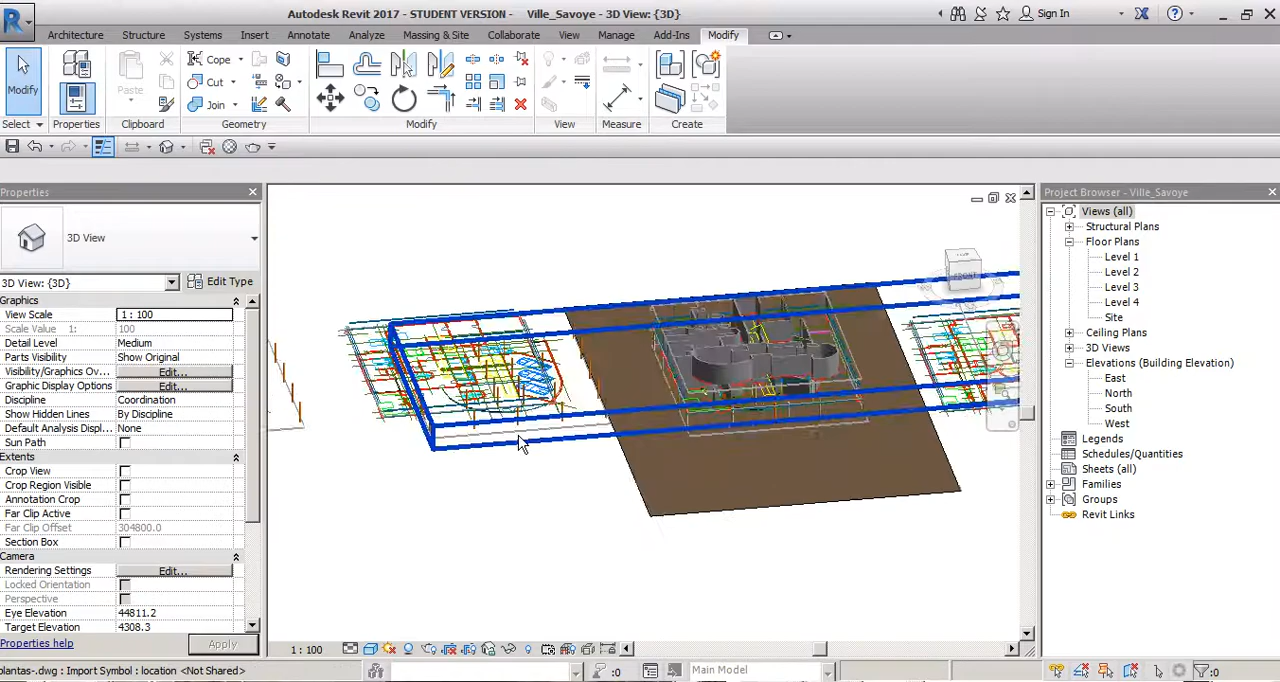 Autodesk Revit 2017 - STUDENT VERSION - Ville_Savoye - 3D View: {3D}
Sign In
Architecture Structure Systems Insert Annotate Analyze Massing & Site Collaborate View Manage Add-Ins Modify
Modify
Select
Properties
Paste
Clipboard
Cope
Cut
Join
Geometry
Modify
View
Measure
Create
Properties
3D View
3D View: {3D}
Edit Type
Graphics
View Scale 1 : 100
Scale Value 1: 100
Detail Level Medium
Parts Visibility Show Original
Visibility/Graphics Ov... Edit...
Graphic Display Options Edit...
Discipline Coordination
Show Hidden Lines By Discipline
Default Analysis Displ... None
Sun Path
Extents
Crop View
Crop Region Visible
Annotation Crop
Far Clip Active
Far Clip Offset 304800.0
Section Box
Camera
Rendering Settings Edit...
Locked Orientation
Perspective
Eye Elevation 44811.2
Target Elevation 4308.3
Properties help
Apply
FRONT
Project Browser - Ville_Savoye
Views (all)
Structural Plans
Floor Plans
Level 1
Level 2
Level 3
Level 4
Site
Ceiling Plans
3D Views
Elevations (Building Elevation)
East
North
South
West
Legends
Schedules/Quantities
Sheets (all)
Families
Groups
Revit Links
1 : 100
plantas-.dwg : Import Symbol : location <Not Shared>
:0
Main Model
:0